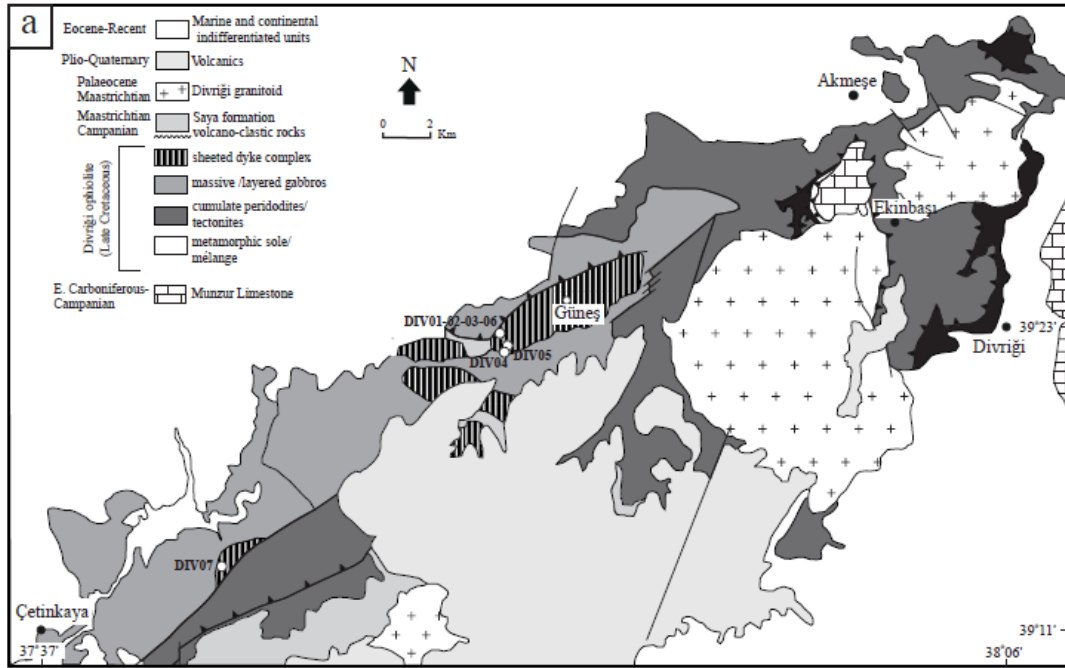 a
Eocene-Recent
Marine and continental
indifferentiated units
Plio-Quaternary
Volcanics
Palaeocene
Maastrichtian
Divriği granitoid
Maastrichtian
Campanian
Saya formation
volcano-clastic rocks
Divriği ophiolite
(Late Cretaceous)
sheeted dyke complex
massive /layered gabbros
cumulate peridodites/
tectonites
metamorphic sole/
mélange
E. Carboniferous-
Campanian
Munzur Limestone
N
0 2
Km
Akmeşe
Ekinbaşı
Güneş
DIV01-02-03-06
DIV05
DIV04
39°23'
Divriği
DIV07
Çetinkaya
37°37'
39°11'
38°06'